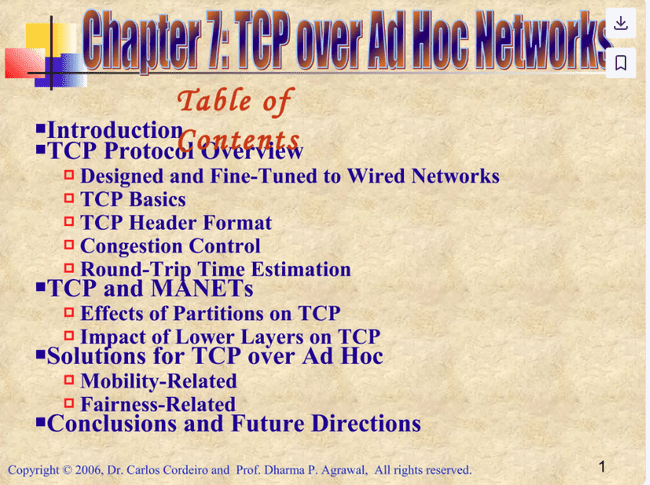 Chapter 7: TCP over Ad Hoc Networks
Table of
Contents
Introduction
TCP Protocol Overview
Designed and Fine-Tuned to Wired Networks
TCP Basics
TCP Header Format
Congestion Control
Round-Trip Time Estimation
TCP and MANETs
Effects of Partitions on TCP
Impact of Lower Layers on TCP
Solutions for TCP over Ad Hoc
Mobility-Related
Fairness-Related
Conclusions and Future Directions
Copyright © 2006, Dr. Carlos Cordeiro and Prof. Dharma P. Agrawal, All rights reserved.
1